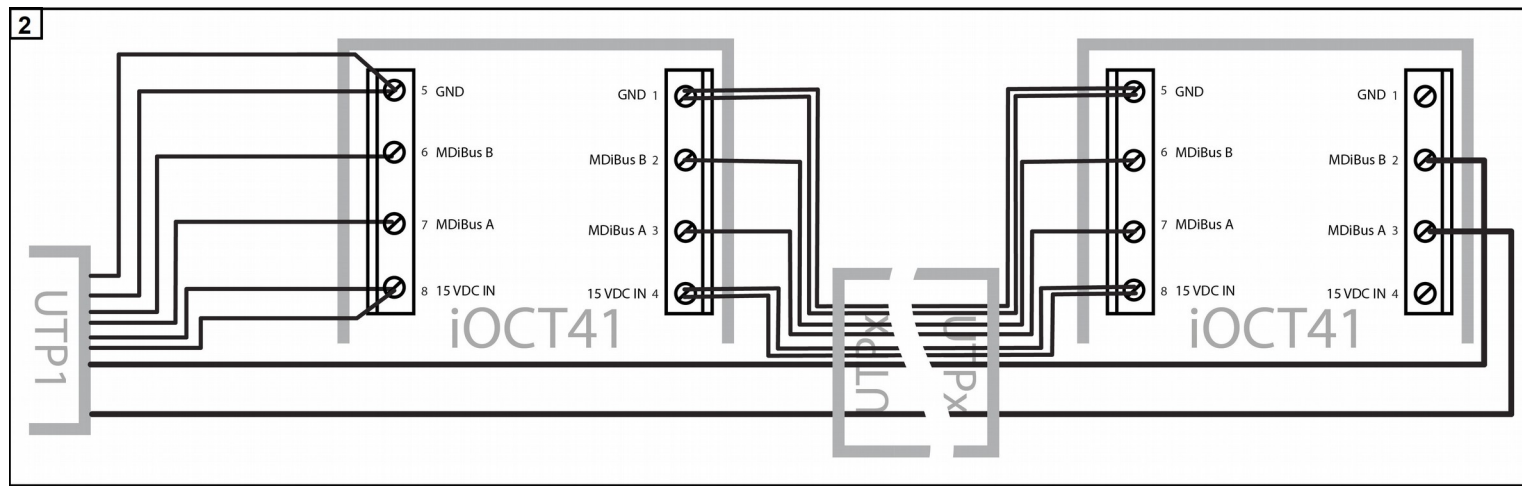 2
5 GND
6 MDiBus B
7 MDiBus A
8 15 VDC IN
GND 1
MDiBus B 2
MDiBus A 3
15 VDC IN 4
iOCT41
5 GND
6 MDiBus B
7 MDiBus A
8 15 VDC IN
GND 1
MDiBus B 2
MDiBus A 3
15 VDC IN 4
iOCT41
UTP1
UTPx
UTPx